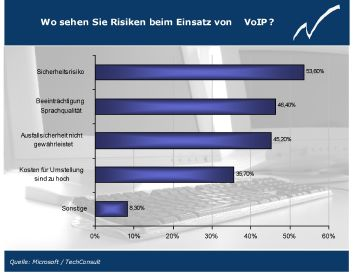 Wo sehen Sie Risiken beim Einsatz von VoIP?
Sicherheitsrisiko
53,60%
Beeinträchtigung
Sprachqualität
46,40%
Ausfallsicherheit nicht
gewährleistet
45,20%
Kosten für Umstellung
sind zu hoch
35,70%
Sonstige
8,30%
0% 10% 20% 30% 40% 50% 60%
Quelle: Microsoft / TechConsult